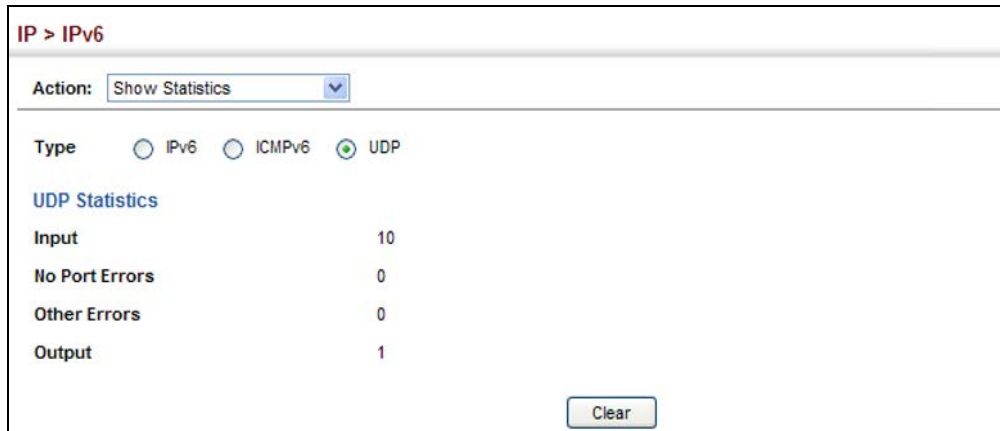 IP > IPv6
Action: Show Statistics
Type IPv6 ICMPv6 UDP
UDP Statistics
Input 10
No Port Errors 0
Other Errors 0
Output 1
Clear